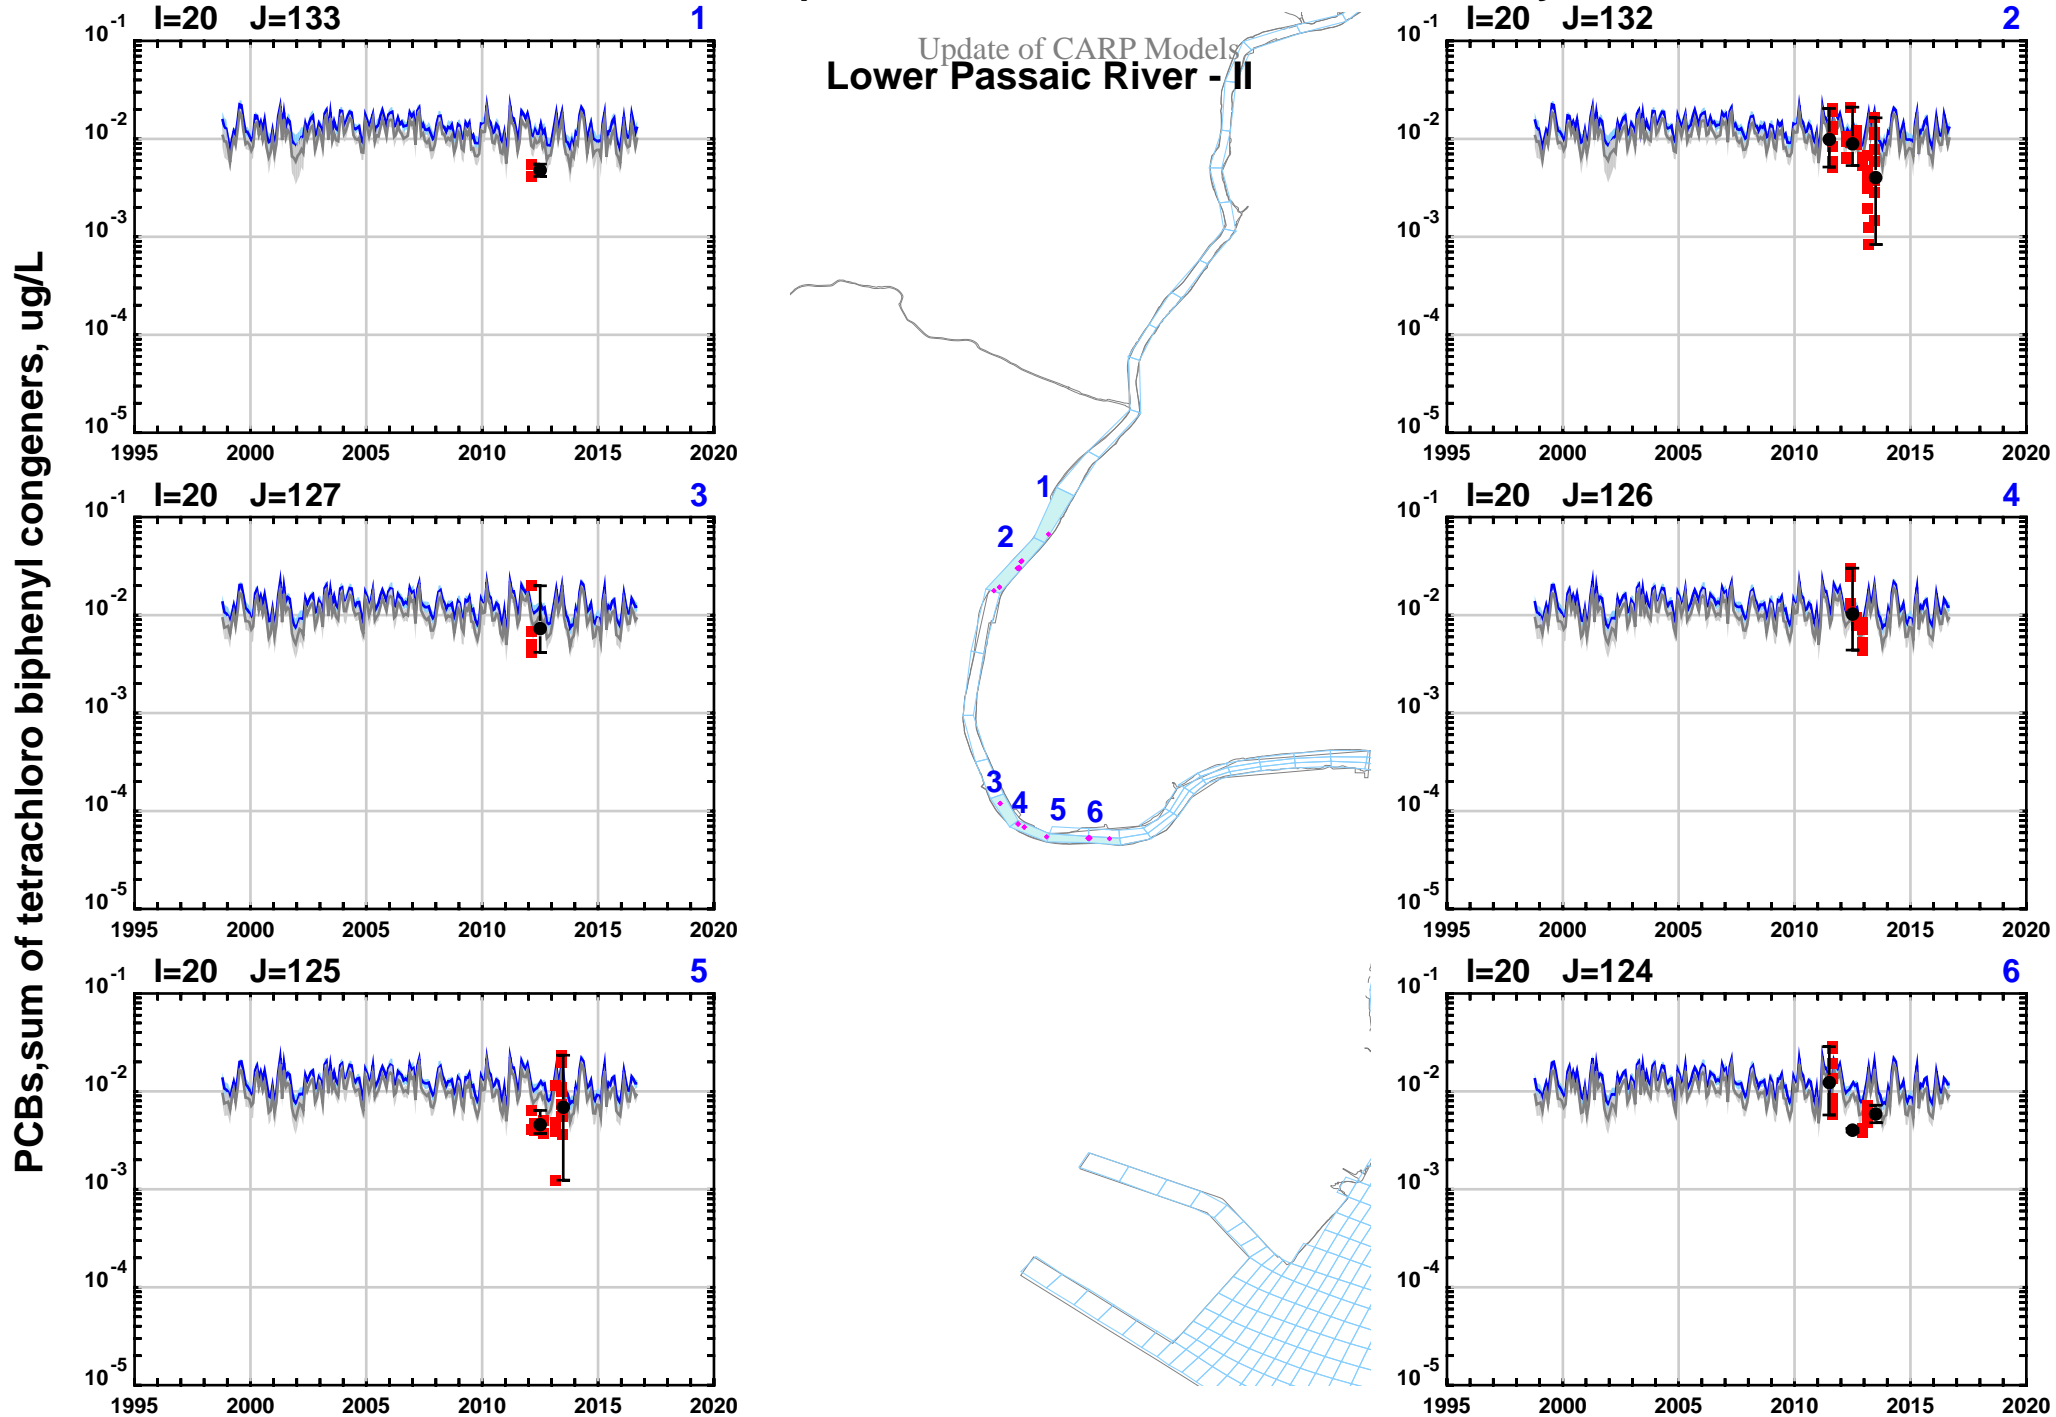 Update of CARP Models
Lower Passaic River - II
PCBs,sum of tetrachloro biphenyl congeners, ug/L
I=20 J=133 1
10-1
10-2
10-3
10-4
10-5
1995 2000 2005 2010 2015 2020
I=20 J=132 2
10-1
10-2
10-3
10-4
10-5
1995 2000 2005 2010 2015 2020
I=20 J=127 3
10-1
10-2
10-3
10-4
10-5
1995 2000 2005 2010 2015 2020
I=20 J=126 4
10-1
10-2
10-3
10-4
10-5
1995 2000 2005 2010 2015 2020
I=20 J=125 5
10-1
10-2
10-3
10-4
10-5
1995 2000 2005 2010 2015 2020
I=20 J=124 6
10-1
10-2
10-3
10-4
10-5
1995 2000 2005 2010 2015 2020
1
2
3
4
5 6